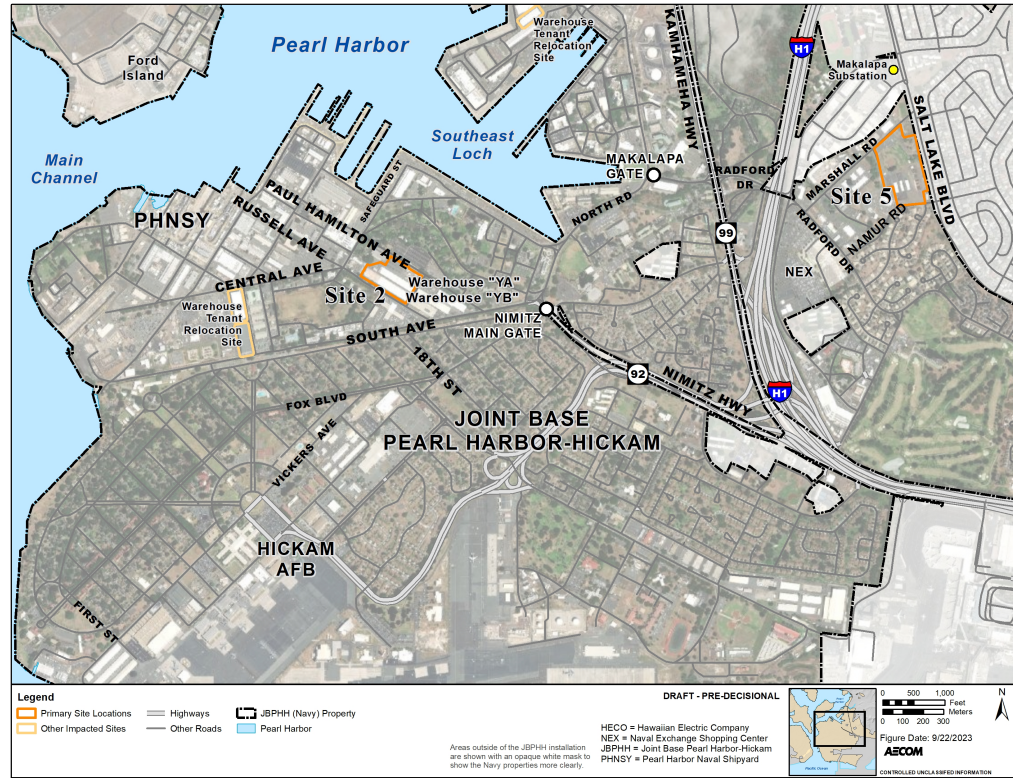 Pearl Harbor
Ford
Island
Warehouse
Tenant
Relocation
Site
KAMHAMEHA HWY
H1
Makalapa
Substation
Main
Channel
Southeast
Loch
SALT LAKE BLVD
MAKALAPA
GATE
RADFORD
DR
MARSHALL RD
Site 5
SAFEGUARD ST
NORTH RD
PHNSY
PAUL HAMILTON AVE
RUSSELL AVE
NAMUR RD
RADFORD DR
99
CENTRAL AVE
NEX
Site 2
Warehouse "YA"
Warehouse "YB"
Warehouse
Tenant
Relocation
Site
NIMITZ
MAIN GATE
SOUTH AVE
18TH ST
92
NIMITZ HWY
H1
FOX BLVD
JOINT BASE
PEARL HARBOR-HICKAM
VICKERS AVE
HICKAM
AFB
FIRST ST
Legend
Primary Site Locations
Other Impacted Sites
Highways
Other Roads
JBPHH (Navy) Property
Pearl Harbor
Areas outside of the JBPHH installation
are shown with an opaque white mask to
show the Navy properties more clearly.
DRAFT - PRE-DECISIONAL
HECO = Hawaiian Electric Company
NEX = Naval Exchange Shopping Center
JBPHH = Joint Base Pearl Harbor-Hickam
PHNSY = Pearl Harbor Naval Shipyard
Pacific Ocean
0 500 1,000
Feet
Meters
0 100 200 300
N
Figure Date: 9/22/2023
AECOM
CONTROLLED UNCLASSIFED INFORMATION